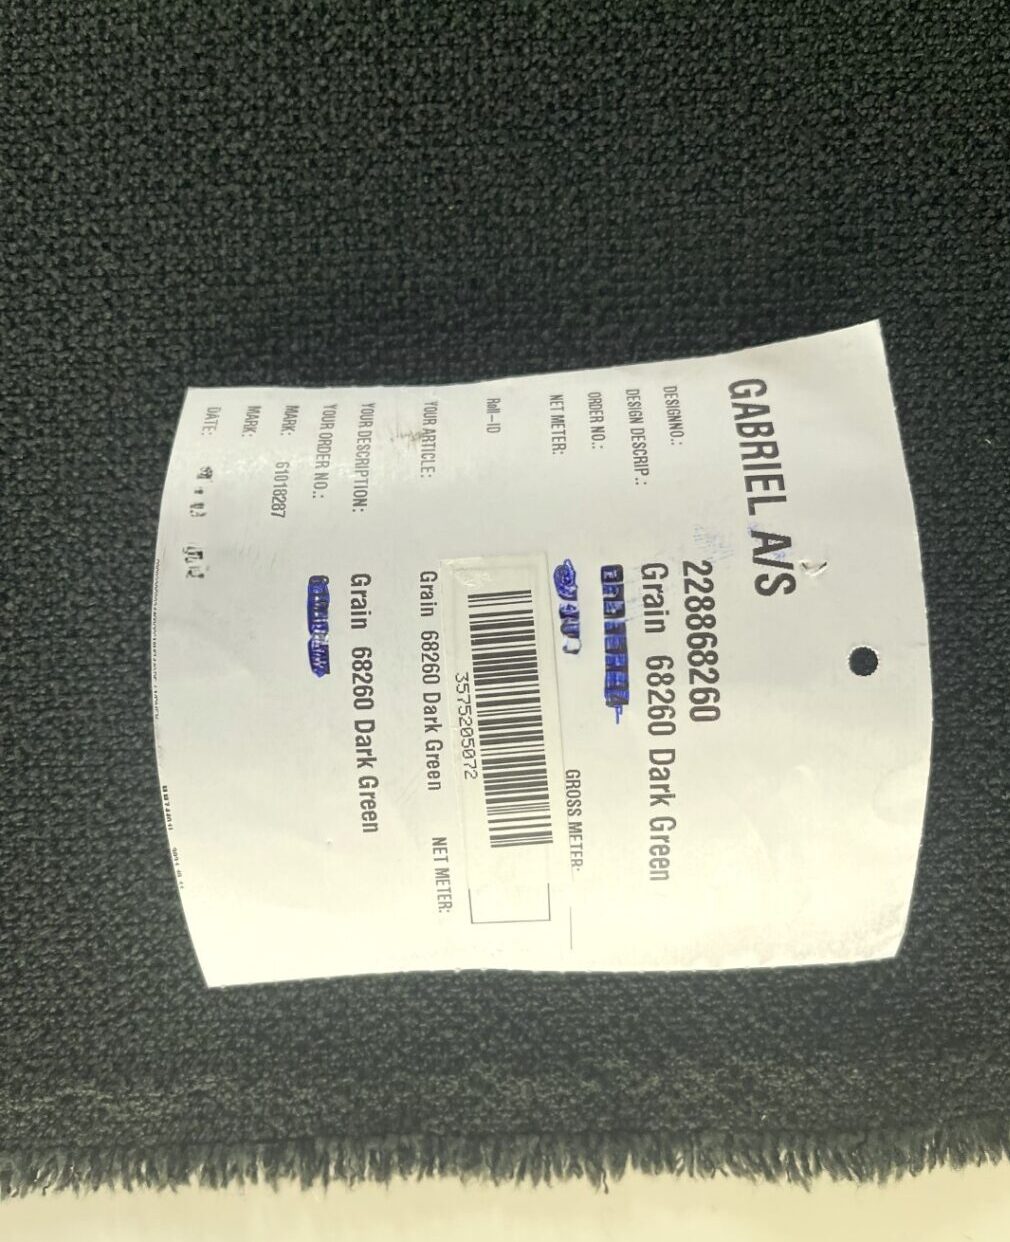 GABRIEL A/S
DESIGNNO.: 228868260
DESIGN DESCRIP.: Grain 68260 Dark Green
ORDER NO.:
NET METER: GROSS METER:
Roll-ID
3575205072
YOUR ARTICLE: Grain 68260 Dark Green NET METER:
YOUR DESCRIPTION: Grain 68260 Dark Green
YOUR ORDER NO.:
MARK: 61018287
MARK:
DATE: